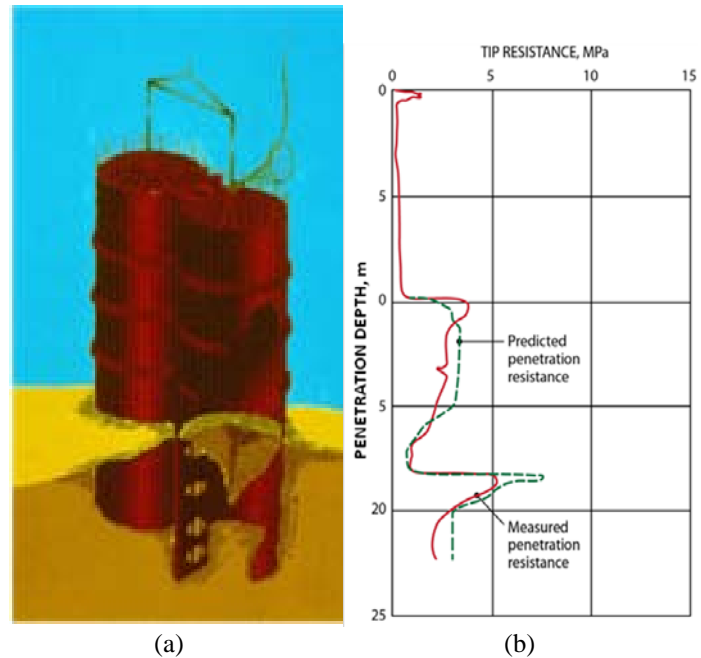 TIP RESISTANCE, MPa
0 5 10 15
0
5
0
5
20
25
PENETRATION DEPTH, m
Predicted
penetration
resistance
Measured
penetration
resistance
(a) (b)